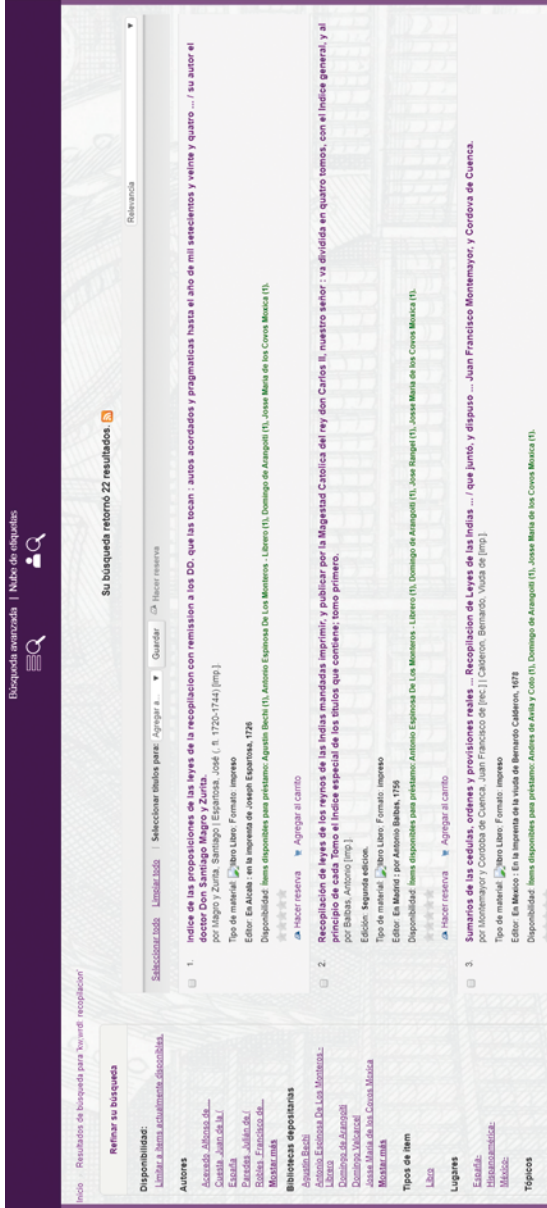 Búsqueda avanzada | Nube de etiquetas
Inicio Resultados de búsqueda para 'kw,wrdl: recopilacion'
Refinar su búsqueda
Disponibilidad:
Limitar a ítems actualmente disponibles.
Autores
Acevedo, Alfonso de
Cuesta, Juan de la (
España
Paredes, Julián de (
Robles, Francisco de
Mostar más
Bibliotecas depositarias
Agustin Bechi
Antonio Espinosa De Los Monteros -
Librero
Domingo de Arangoiti
Domingo Valcarcel
Josse Maria de los Covos Moxica
Mostar más
Tipos de ítem
Libro
Lugares
España-
Hispanoamérica-
México-
Tópicos
Su búsqueda retornó 22 resultados.
Relevancia
Seleccionar todo Limpiar todo | Seleccionar títulos para: Agregar a... Guardar Hacer reserva
1. Indice de las proposiciones de las leyes de la recopilacion con remission a los DD. que las tocan : autos acordados y pragmaticas hasta el año de mil setecientos y veinte y quatro ... / su autor el
doctor Don Santiago Magro y Zurita.
por Magro y Zurita, Santiago | Espartosa, José (, fl. 1720-1744) [imp.].
Tipo de material: libro Libro; Formato: impreso
Editor: En Alcala : en la imprenta de Joseph Espartosa, 1726
Disponibilidad: Ítems disponibles para préstamo: Agustin Bechi (1), Antonio Espinosa De Los Monteros - Librero (1), Domingo de Arangoiti (1), Josse Maria de los Covos Moxica (1).
Hacer reserva Agregar al carrito
2. Recopilación de leyes de los reynos de las Indias mandadas imprimir, y publicar por la Magestad Catolica del rey don Carlos II, nuestro señor : va dividida en quatro tomos, con el Indice general, y al
principio de cada Tomo el Indice especial de los titulos que contiene; tomo primero.
por Balbas, Antonio [imp.].
Edición: Segunda edicion.
Tipo de material: libro Libro; Formato: impreso
Editor: En Madrid : por Antonio Balbas, 1756
Disponibilidad: Ítems disponibles para préstamo: Antonio Espinosa De Los Monteros - Librero (1), Domingo de Arangoiti (1), Jose Rangel (1), Josse Maria de los Covos Moxica (1).
Hacer reserva Agregar al carrito
3. Sumarios de las cedulas, ordenes y provisiones reales ... Recopilacion de Leyes de las Indias ... / que juntó, y dispuso ... Juan Francisco Montemayor, y Cordova de Cuenca.
por Montemayor y Cordoba de Cuenca, Juan Francisco de [rec.] | Calderon, Bernardo, Viuda de [imp.].
Tipo de material: libro Libro; Formato: impreso
Editor: En Mexico : En la imprenta de la viuda de Bernardo Calderon, 1678
Disponibilidad: Ítems disponibles para préstamo: Andres de Avila y Coto (1), Domingo de Arangoiti (1), Josse Maria de los Covos Moxica (1).